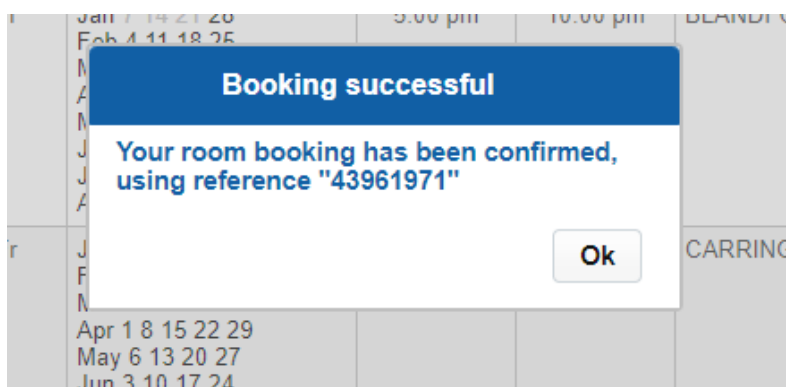 Jan 7 14 21 28
5:00 pm
10:00 pm
Feb 4 11 18 25
Booking successful
Your room booking has been confirmed,
using reference "43961971"
Ok
CARRING
Apr 1 8 15 22 29
May 6 13 20 27
Jun 3 10 17 24